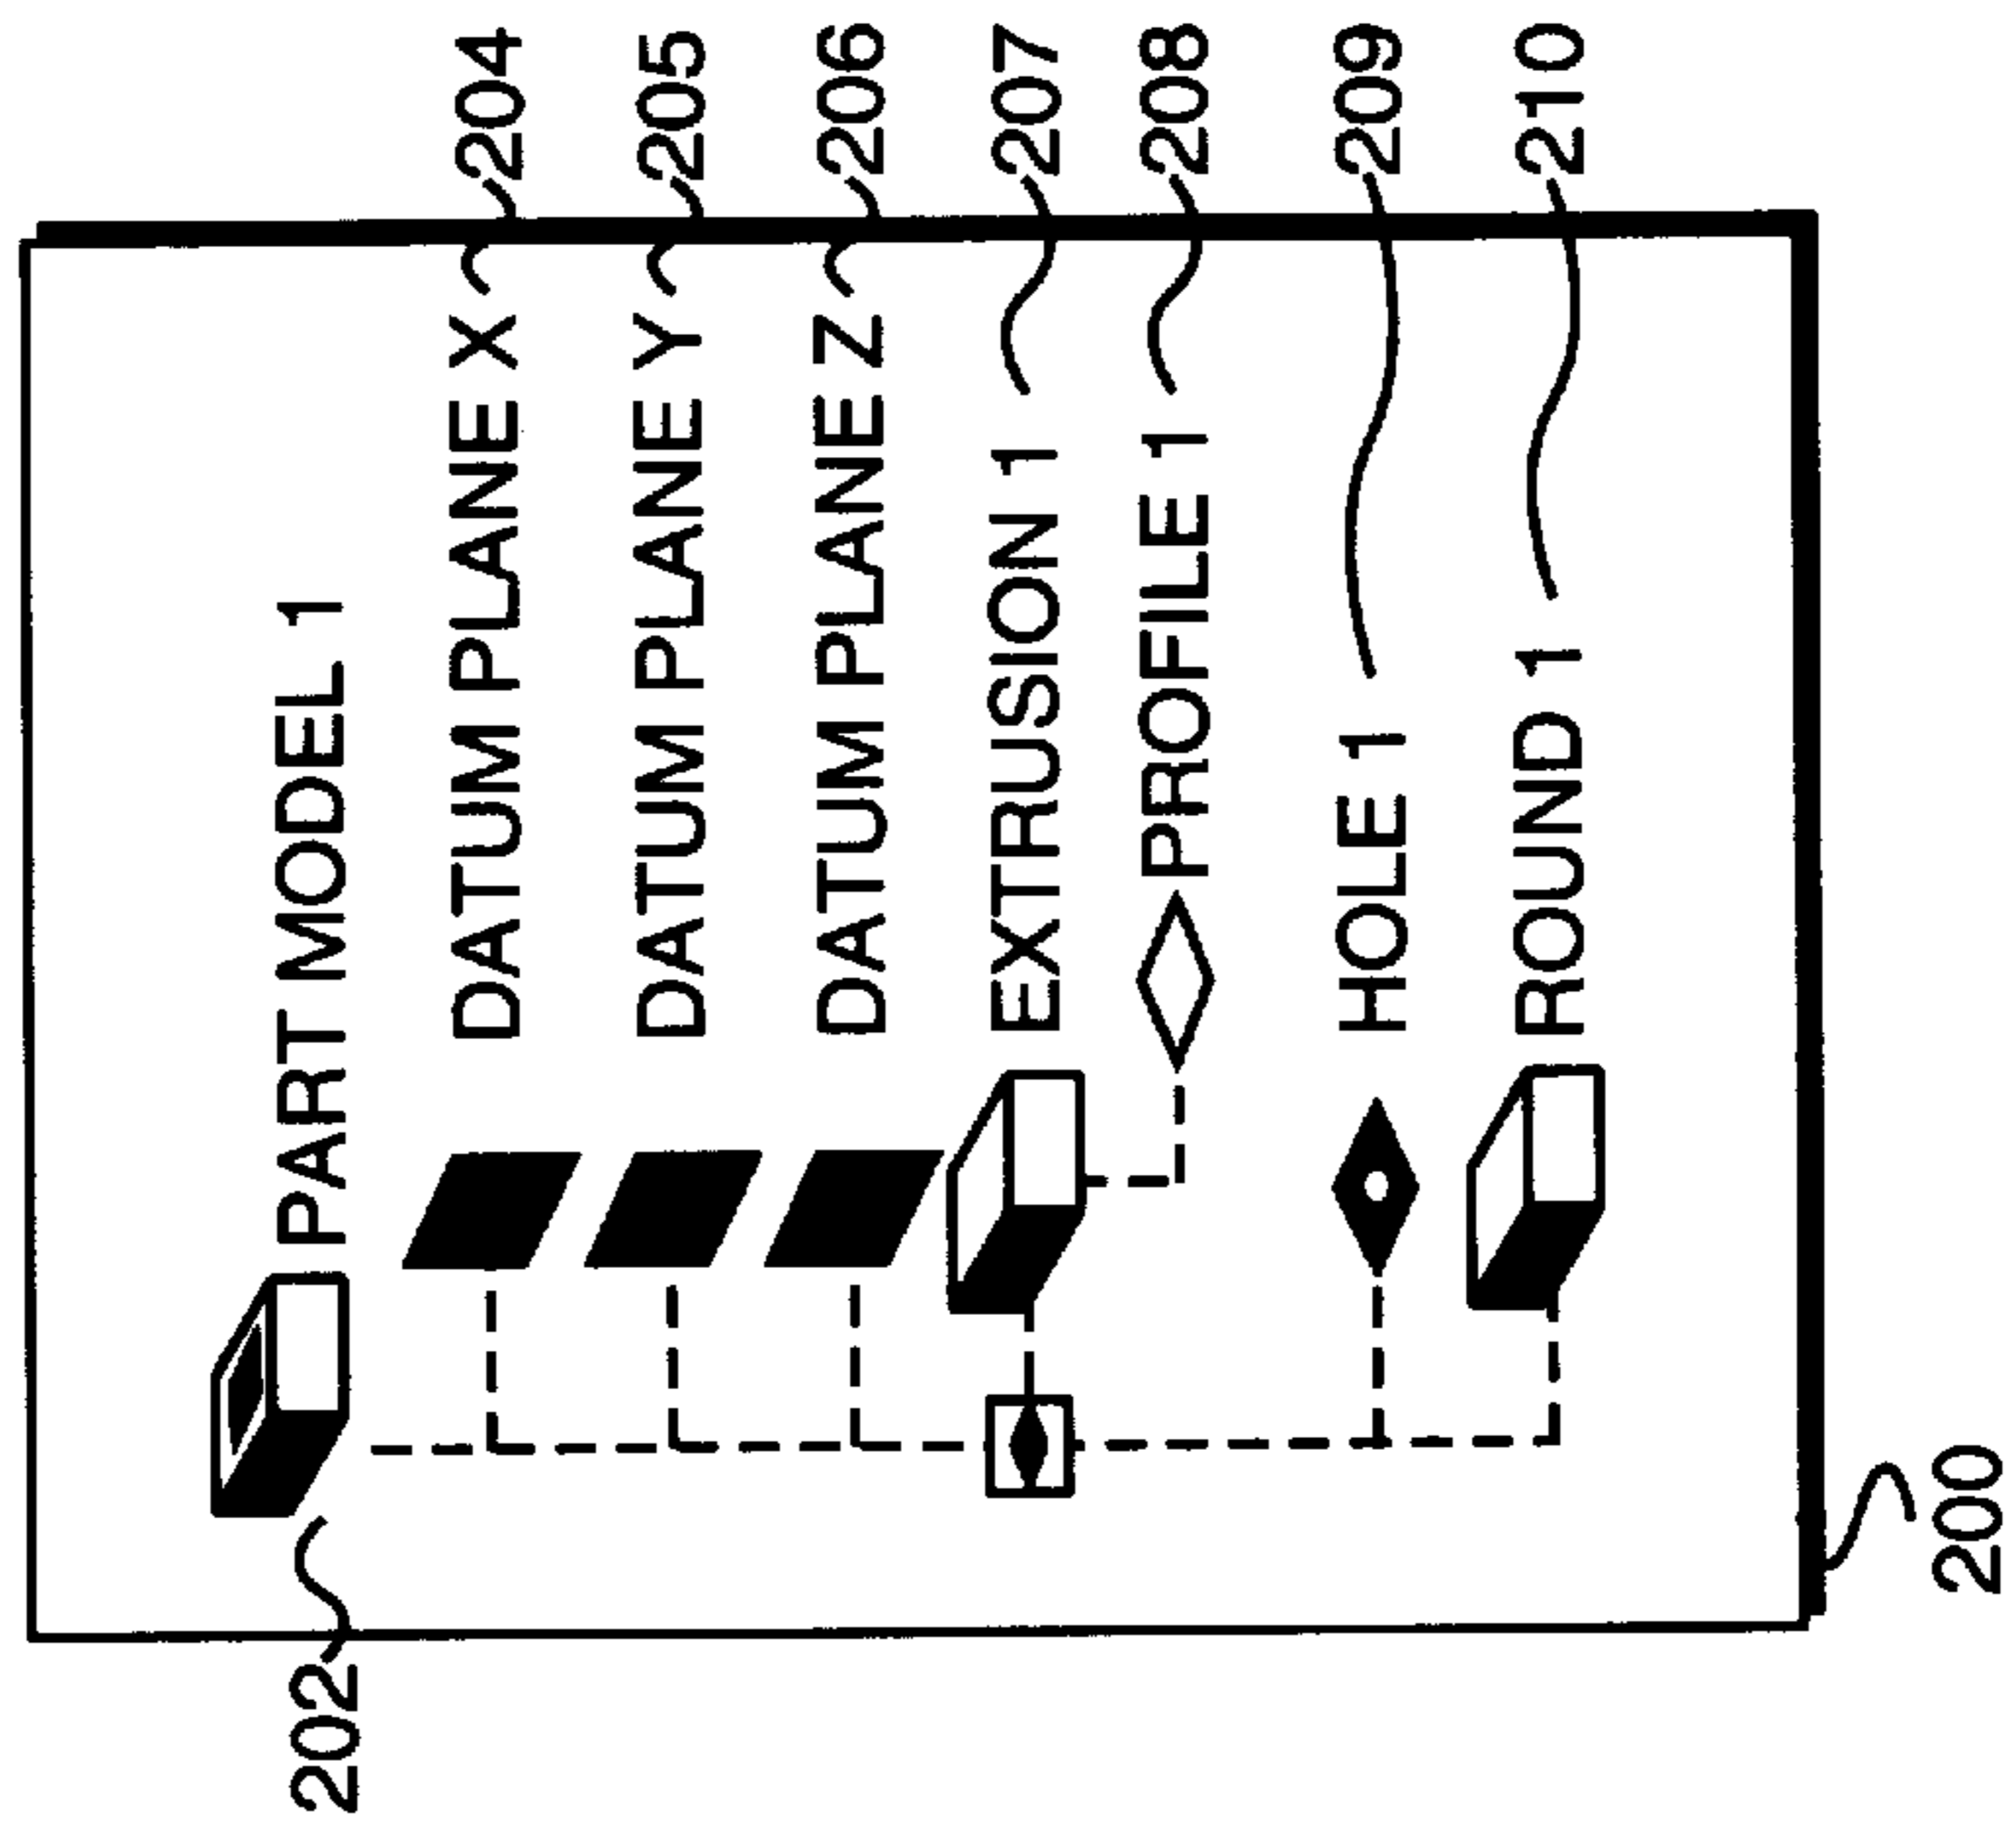 202
PART MODEL 1
DATUM PLANE X 204
DATUM PLANE Y 205
DATUM PLANE Z 206
EXTRUSION 1 207
PROFILE 1 208
HOLE 1 209
ROUND 1 210
200